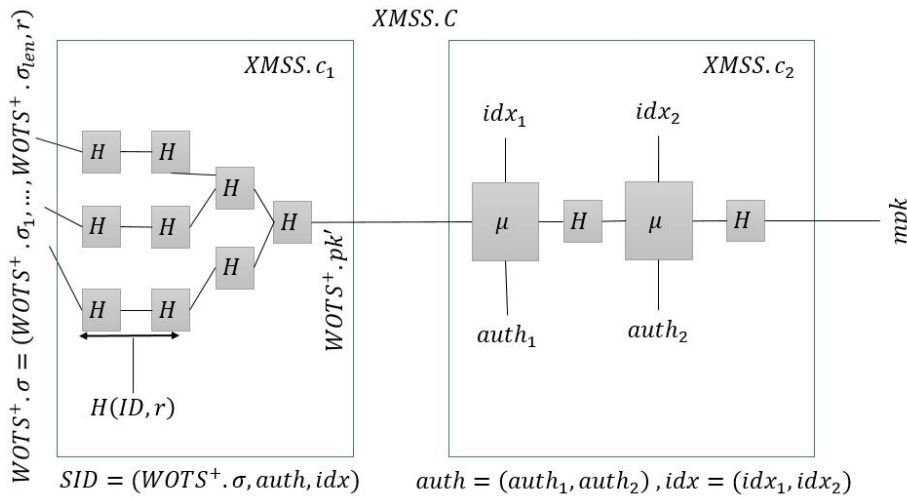 XMSS.C
XMSS.c₁
XMSS.c₂
WOTS⁺.σ = (WOTS⁺.σ₁, ..., WOTS⁺.σ_len, r)
idx₁
idx₂
H
H
H
H
H
H
H
H
H
μ
H
μ
H
mpk
WOTS⁺.pk′
auth₁
auth₂
H(ID, r)
SID = (WOTS⁺.σ, auth, idx)
auth = (auth₁, auth₂) , idx = (idx₁, idx₂)